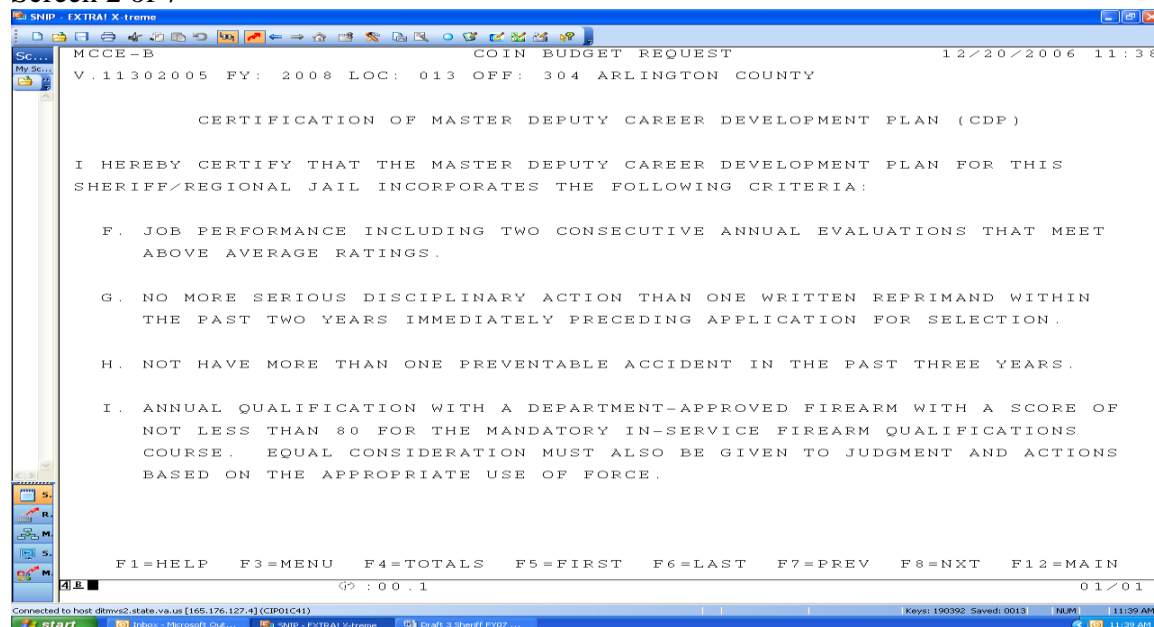 Screen 2 of 7
SNIP - EXTRA! X-treme
Sc...
My Sc...
MCCE-B COIN BUDGET REQUEST 12/20/2006 11:38
V.11302005 FY: 2008 LOC: 013 OFF: 304 ARLINGTON COUNTY
CERTIFICATION OF MASTER DEPUTY CAREER DEVELOPMENT PLAN (CDP)
I HEREBY CERTIFY THAT THE MASTER DEPUTY CAREER DEVELOPMENT PLAN FOR THIS
SHERIFF/REGIONAL JAIL INCORPORATES THE FOLLOWING CRITERIA:
F. JOB PERFORMANCE INCLUDING TWO CONSECUTIVE ANNUAL EVALUATIONS THAT MEET
ABOVE AVERAGE RATINGS.
G. NO MORE SERIOUS DISCIPLINARY ACTION THAN ONE WRITTEN REPRIMAND WITHIN
THE PAST TWO YEARS IMMEDIATELY PRECEDING APPLICATION FOR SELECTION.
H. NOT HAVE MORE THAN ONE PREVENTABLE ACCIDENT IN THE PAST THREE YEARS.
I. ANNUAL QUALIFICATION WITH A DEPARTMENT-APPROVED FIREARM WITH A SCORE OF
NOT LESS THAN 80 FOR THE MANDATORY IN-SERVICE FIREARM QUALIFICATIONS
COURSE. EQUAL CONSIDERATION MUST ALSO BE GIVEN TO JUDGMENT AND ACTIONS
BASED ON THE APPROPRIATE USE OF FORCE.
5.
R.
M.
5.
M.
F1=HELP F3=MENU F4=TOTALS F5=FIRST F6=LAST F7=PREV F8=NXT F12=MAIN
4 B :00.1 01/01
Connected to host ditmvs2.state.va.us [165.176.127.4] (CIP01C41) Keys: 190392 Saved: 0013 NUM 11:39 AM
start Inbox - Microsoft Out... SNIP - EXTRA! X-treme Draft 3 Sheriff FY07 ... 11:39 AM